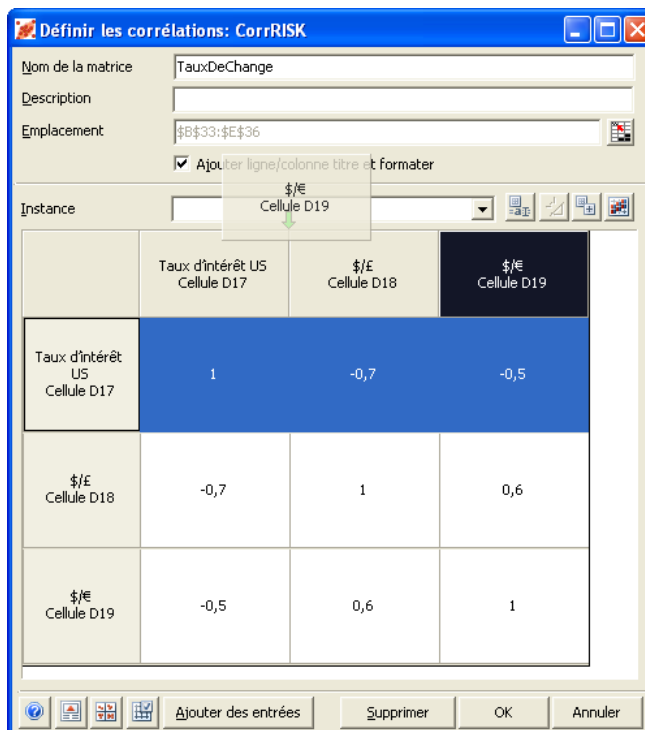 Définir les corrélations: CorrRISK
Nom de la matrice
TauxDeChange
Description
Emplacement
$B$33:$E$36
Ajouter ligne/colonne titre et formater
$/€
Cellule D19
Instance
Taux d'intérêt US
Cellule D17
$/£
Cellule D18
$/€
Cellule D19
Taux d'intérêt
US
Cellule D17
1
-0,7
-0,5
$/£
Cellule D18
-0,7
1
0,6
$/€
Cellule D19
-0,5
0,6
1
Ajouter des entrées
Supprimer
OK
Annuler